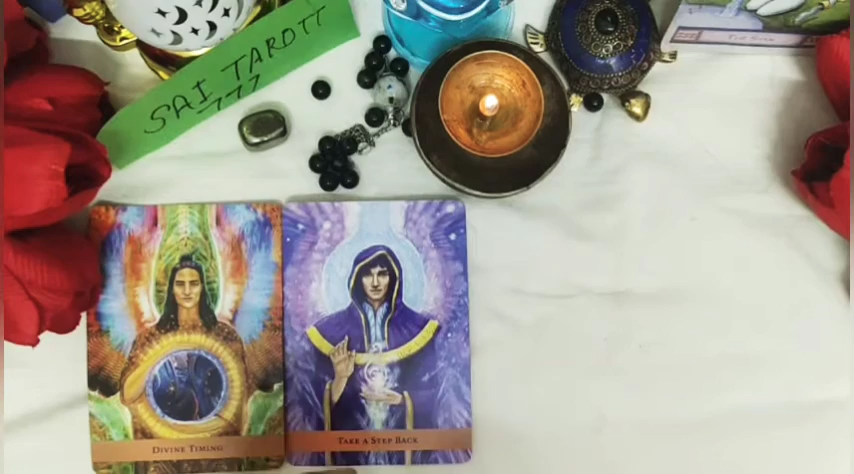 SAI TAROTT
777
DIVINE TIMING
TAKE A STEP BACK